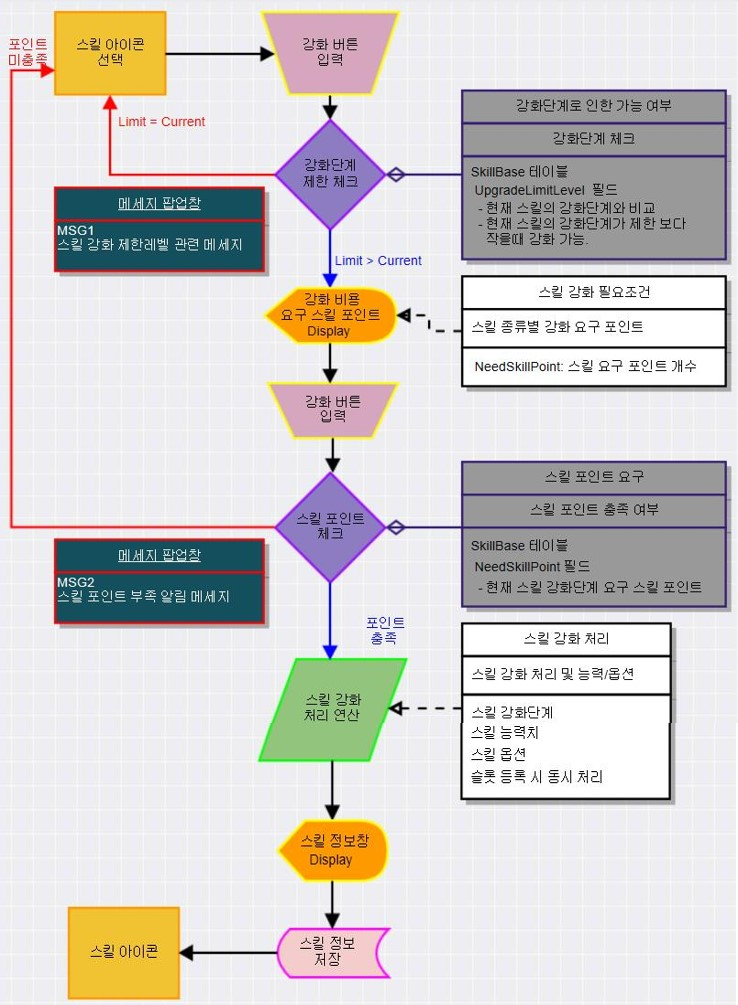 포인트
미충족
스킬 아이콘
선택
강화 버튼
입력
Limit = Current
강화단계
제한 체크
강화단계로 인한 가능 여부
강화단계 체크
SkillBase 테이블
UpgradeLimitLevel 필드
- 현재 스킬의 강화단계와 비교
- 현재 스킬의 강화단계가 제한 보다
작을때 강화 가능.
메세지 팝업창
MSG1
스킬 강화 제한레벨 관련 메세지
Limit > Current
강화 비용
요구 스킬 포인트
Display
스킬 강화 필요조건
스킬 종류별 강화 요구 포인트
NeedSkillPoint: 스킬 요구 포인트 개수
강화 버튼
입력
스킬 포인트
체크
스킬 포인트 요구
스킬 포인트 충족 여부
SkillBase 테이블
NeedSkillPoint 필드
- 현재 스킬 강화단계 요구 스킬 포인트
메세지 팝업창
MSG2
스킬 포인트 부족 알림 메세지
포인트
충족
스킬 강화
처리 연산
스킬 강화 처리
스킬 강화 처리 및 능력/옵션
스킬 강화단계
스킬 능력치
스킬 옵션
슬롯 등록 시 동시 처리
스킬 정보창
Display
스킬 정보
저장
스킬 아이콘